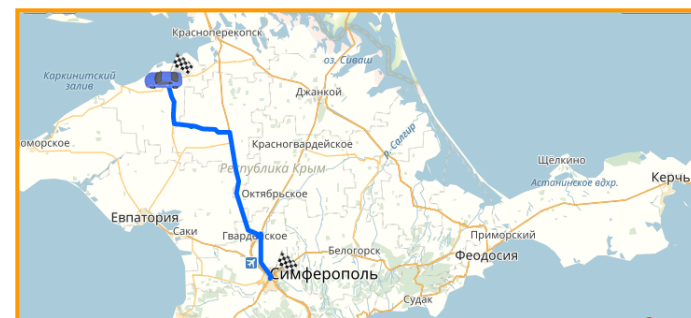 Красноперекопск
оз. Сиваш
Каркинитский
залив
Джанкой
оморское
Красногвардейское
р. Салгир
Республика Крым
Щёлкино
Керчь
Астанинское вдхр.
Октябрьское
Евпатория
Саки
Гвардейское
Приморский
Белогорск
Феодосия
Симферополь
Судак